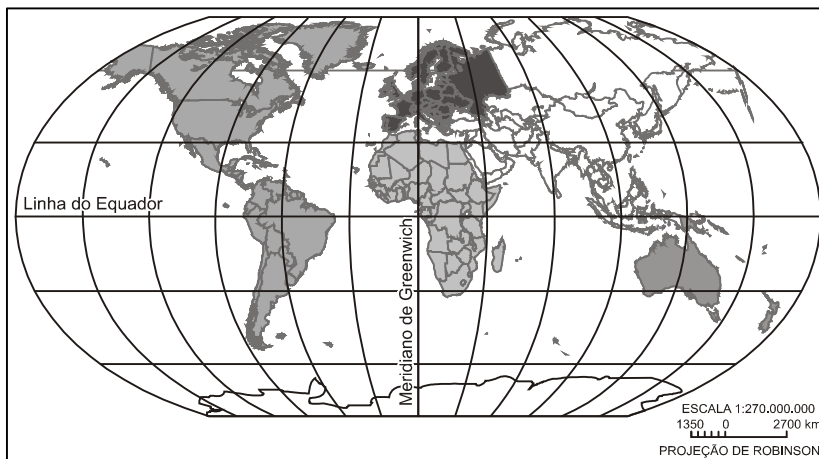 Linha do Equador
Meridiano de Greenwich
ESCALA 1:270.000.000
1350 0 2700 km
PROJEÇÃO DE ROBINSON